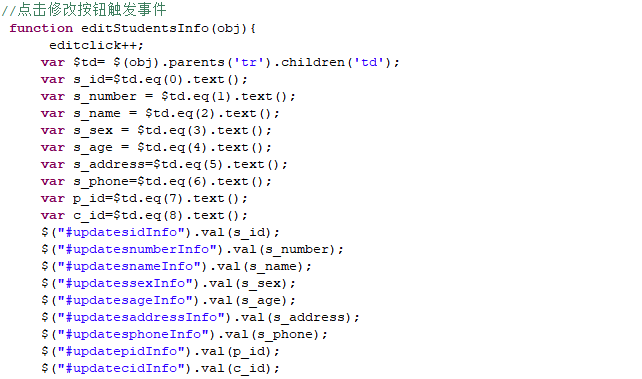 //点击修改按钮触发事件
function editStudentsInfo(obj){
editclick++;
var $td= $(obj).parents('tr').children('td');
var s_id=$td.eq(0).text();
var s_number = $td.eq(1).text();
var s_name = $td.eq(2).text();
var s_sex = $td.eq(3).text();
var s_age = $td.eq(4).text();
var s_address=$td.eq(5).text();
var s_phone=$td.eq(6).text();
var p_id=$td.eq(7).text();
var c_id=$td.eq(8).text();
$("#updatesidInfo").val(s_id);
$("#updatesnumberInfo").val(s_number);
$("#updatesnameInfo").val(s_name);
$("#updatessexInfo").val(s_sex);
$("#updatesageInfo").val(s_age);
$("#updatesaddressInfo").val(s_address);
$("#updatesphoneInfo").val(s_phone);
$("#updatepidInfo").val(p_id);
$("#updatecidInfo").val(c_id);